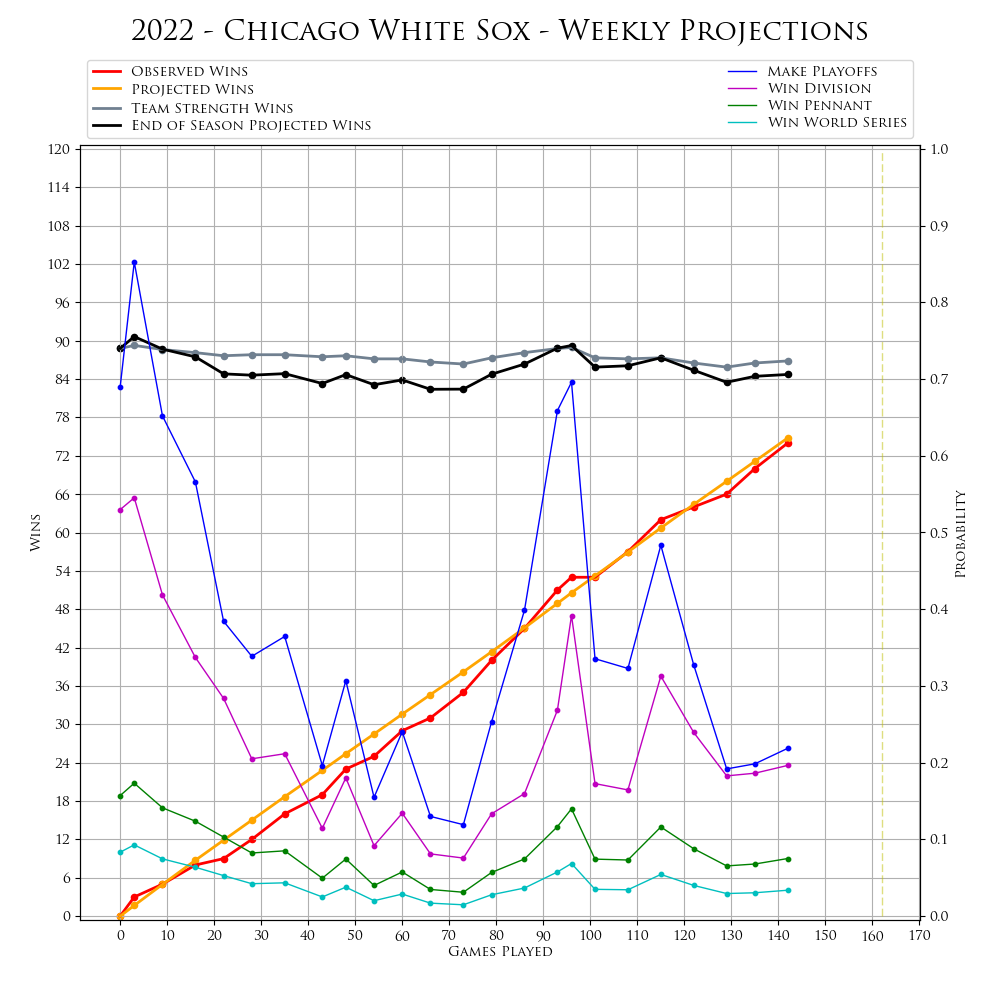 2022 - Chicago White Sox - Weekly Projections
Observed Wins
Projected Wins
Team Strength Wins
End of Season Projected Wins
Make Playoffs
Win Division
Win Pennant
Win World Series
120
114
108
102
96
90
84
78
72
66
60
54
48
42
36
30
24
18
12
6
0
Wins
1.0
0.9
0.8
0.7
0.6
0.5
0.4
0.3
0.2
0.1
0.0
Probability
0 10 20 30 40 50 60 70 80 90 100 110 120 130 140 150 160 170
Games Played